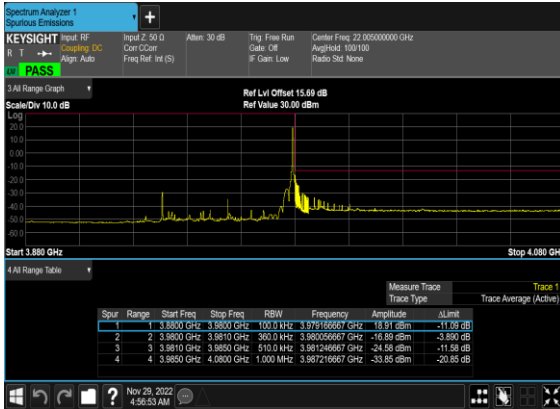 Spectrum Analyzer 1
Spurious Emissions
+
KEYSIGHT Input: RF Input Z: 50 Ω Atten: 30 dB Trig: Free Run Center Freq: 22.005000000 GHz
R T Coupling: DC Corr CCorr Gate: Off Avg|Hold: 100/100
Align: Auto Freq Ref: Int (S) IF Gain: Low Radio Std: None
PASS
3 All Range Graph
Ref Lvl Offset 15.69 dB
Scale/Div 10.0 dB Ref Value 30.00 dBm
Log
20.0
10.0
0.00
-10.0
-20.0
-30.0
-40.0
-50.0
-60.0
Start 3.880 GHz Stop 4.080 GH
4 All Range Table
Measure Trace Trace 1
Trace Type Trace Average (Active)
Spur Range Start Freq Stop Freq RBW Frequency Amplitude ΔLimit
1 1 3.8800 GHz 3.9800 GHz 100.0 kHz 3.979166667 GHz 18.91 dBm -11.09 dB
2 2 3.9800 GHz 3.9810 GHz 360.0 kHz 3.980056667 GHz -16.89 dBm -3.890 dB
3 3 3.9810 GHz 3.9850 GHz 510.0 kHz 3.981246667 GHz -24.58 dBm -11.58 dB
4 4 3.9850 GHz 4.0800 GHz 1.000 MHz 3.987216667 GHz -33.85 dBm -20.85 dB
? Nov 29, 2022
4:56:53 AM